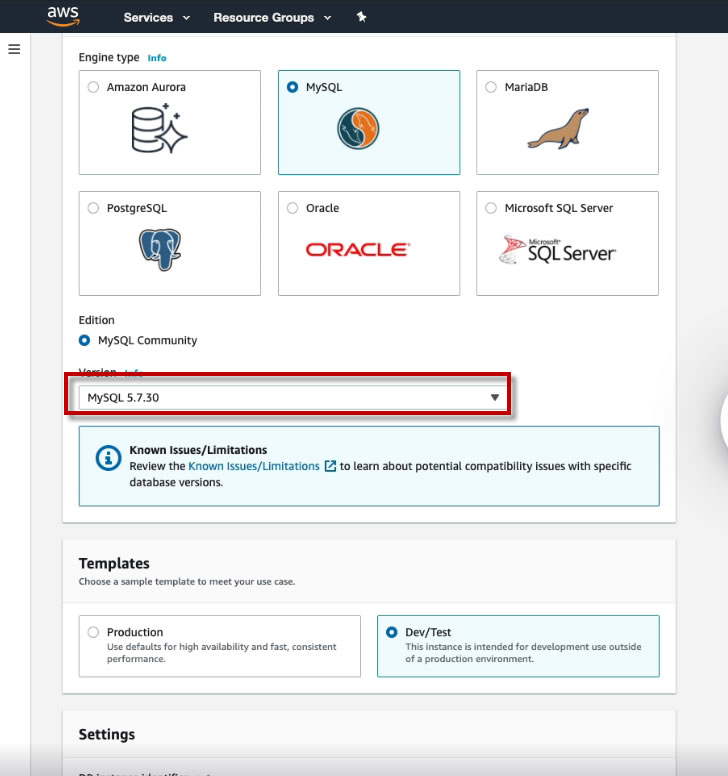 aws Services Resource Groups
Engine type Info
Amazon Aurora
MySQL
MariaDB
PostgreSQL
Oracle
ORACLE®
Microsoft SQL Server
Microsoft®
SQL Server
Edition
MySQL Community
Version Info
MySQL 5.7.30
Known Issues/Limitations
Review the Known Issues/Limitations to learn about potential compatibility issues with specific
database versions.
Templates
Choose a sample template to meet your use case.
Production
Use defaults for high availability and fast, consistent
performance.
Dev/Test
This instance is intended for development use outside
of a production environment.
Settings